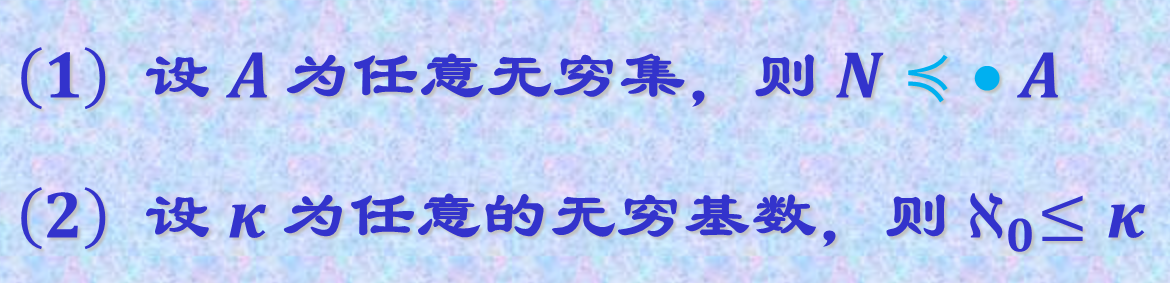 (1) 设 A 为任意无穷集，则 N ≼ • A
(2) 设 κ 为任意的无穷基数，则 ℵ₀ ≤ κ